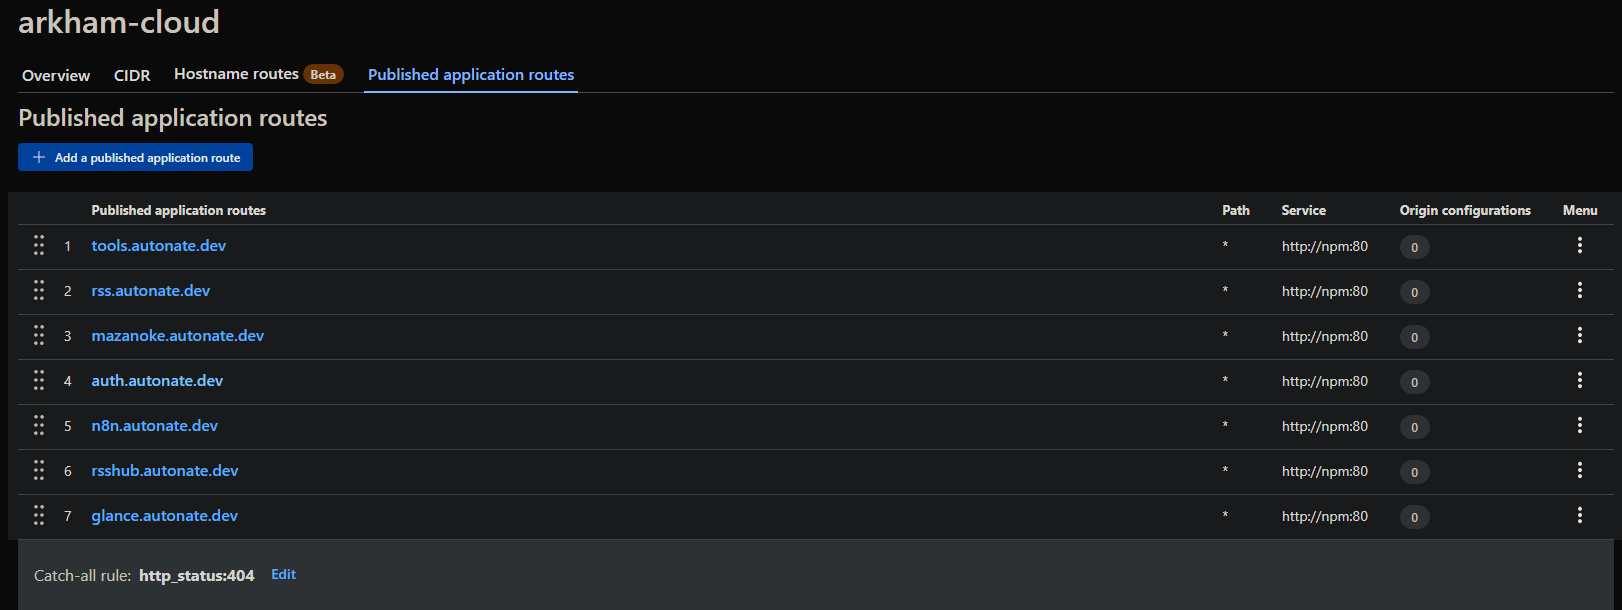 arkham-cloud
Overview CIDR Hostname routes Beta Published application routes
Published application routes
+ Add a published application route
Published application routes Path Service Origin configurations Menu
1 tools.autonate.dev * http://npm:80 0
2 rss.autonate.dev * http://npm:80 0
3 mazanoke.autonate.dev * http://npm:80 0
4 auth.autonate.dev * http://npm:80 0
5 n8n.autonate.dev * http://npm:80 0
6 rsshub.autonate.dev * http://npm:80 0
7 glance.autonate.dev * http://npm:80 0
Catch-all rule: http_status:404 Edit